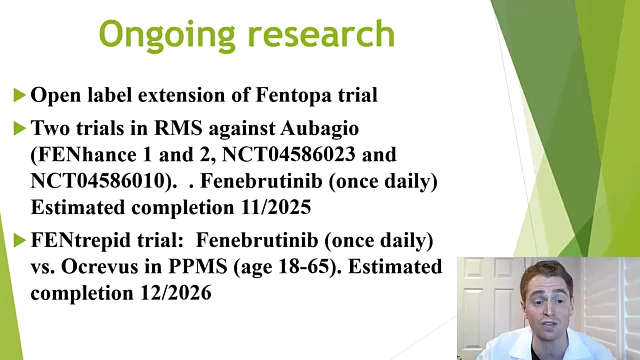 Ongoing research
Open label extension of Fentopa trial
Two trials in RMS against Aubagio
(FENhance 1 and 2, NCT04586023 and
NCT04586010). . Fenebrutinib (once daily)
Estimated completion 11/2025
FENtrepid trial: Fenebrutinib (once daily)
vs. Ocrevus in PPMS (age 18-65). Estimated
completion 12/2026